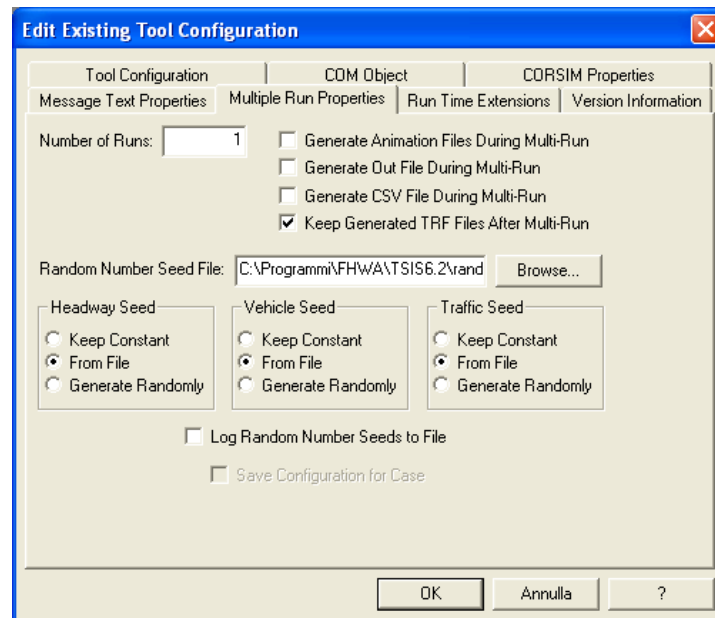 Edit Existing Tool Configuration
Tool Configuration COM Object CORSIM Properties
Message Text Properties Multiple Run Properties Run Time Extensions Version Information
Number of Runs: 1
Generate Animation Files During Multi-Run
Generate Out File During Multi-Run
Generate CSV File During Multi-Run
Keep Generated TRF Files After Multi-Run
Random Number Seed File: C:\Programmi\FHWA\TSIS6.2\rand Browse...
Headway Seed Vehicle Seed Traffic Seed
Keep Constant Keep Constant Keep Constant
From File From File From File
Generate Randomly Generate Randomly Generate Randomly
Log Random Number Seeds to File
Save Configuration for Case
OK Annulla ?